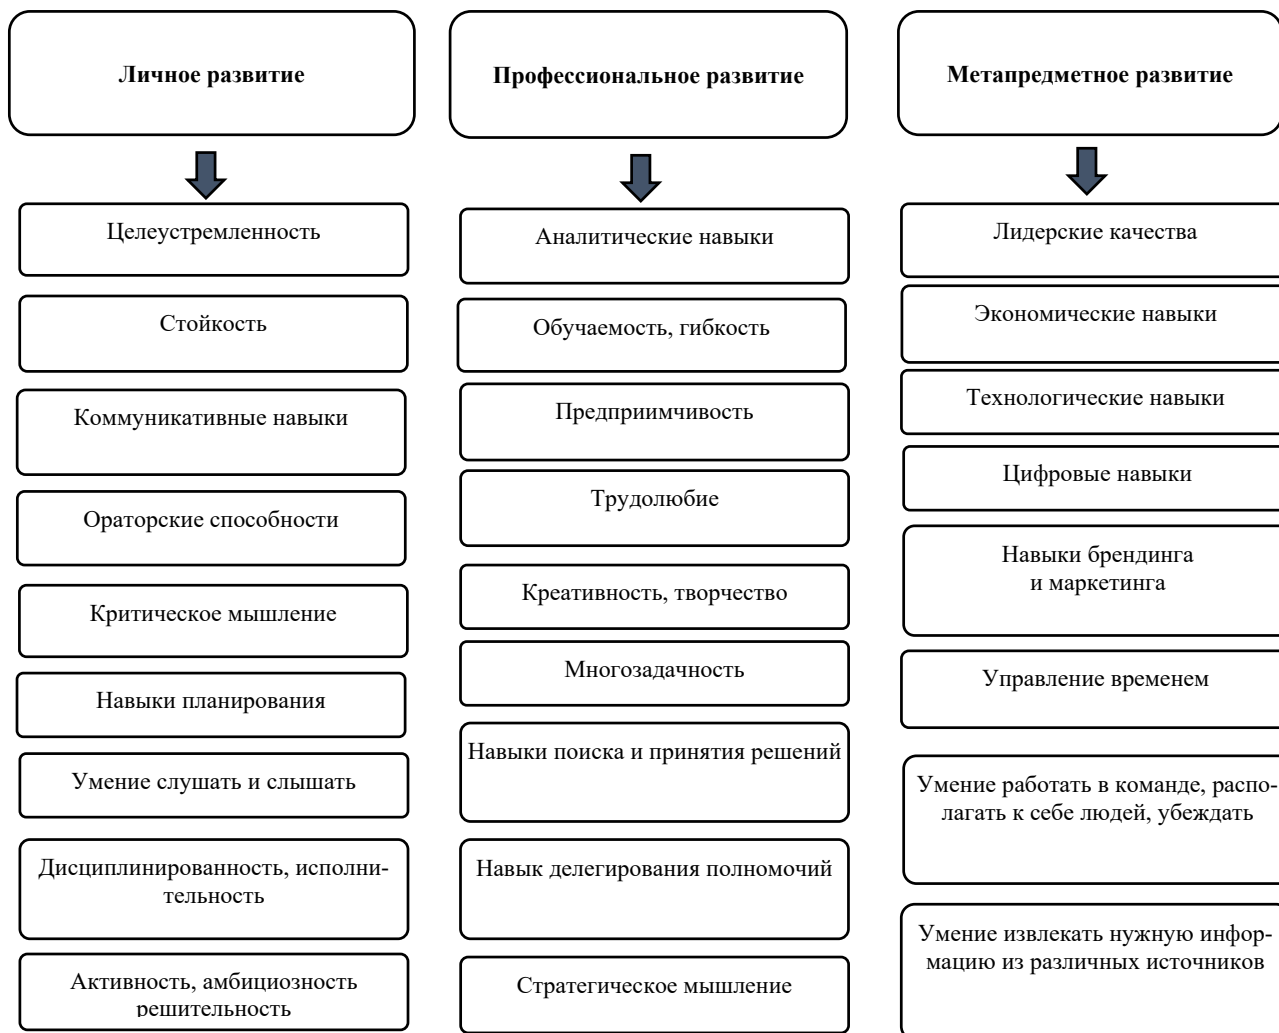 Личное развитие
Целеустремленность
Стойкость
Коммуникативные навыки
Ораторские способности
Критическое мышление
Навыки планирования
Умение слушать и слышать
Дисциплинированность, исполни-
тельность
Активность, амбициозность
решительность
Профессиональное развитие
Аналитические навыки
Обучаемость, гибкость
Предприимчивость
Трудолюбие
Креативность, творчество
Многозадачность
Навыки поиска и принятия решений
Навык делегирования полномочий
Стратегическое мышление
Метапредметное развитие
Лидерские качества
Экономические навыки
Технологические навыки
Цифровые навыки
Навыки брендинга
и маркетинга
Управление временем
Умение работать в команде, распо-
лагать к себе людей, убеждать
Умение извлекать нужную инфор-
мацию из различных источников